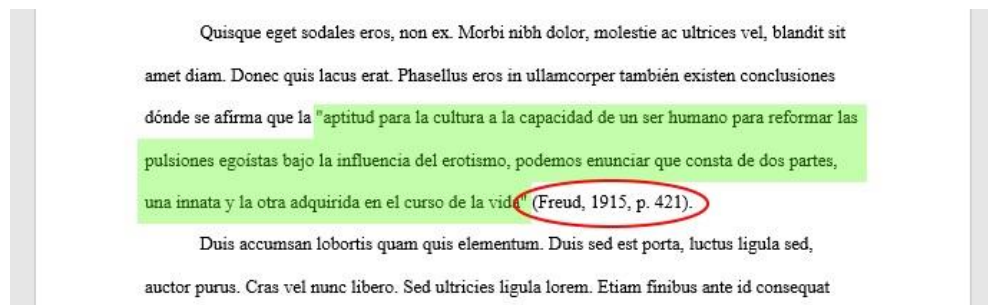 Quisque eget sodales eros, non ex. Morbi nibh dolor, molestie ac ultrices vel, blandit sit
amet diam. Donec quis lacus erat. Phasellus eros in ullamcorper también existen conclusiones
dónde se afirma que la "aptitud para la cultura a la capacidad de un ser humano para reformar las
pulsiones egoístas bajo la influencia del erotismo, podemos enunciar que consta de dos partes,
una innata y la otra adquirida en el curso de la vida" (Freud, 1915, p. 421).
Duis accumsan lobortis quam quis elementum. Duis sed est porta, luctus ligula sed,
auctor purus. Cras vel nunc libero. Sed ultricies ligula lorem. Etiam finibus ante id consequat